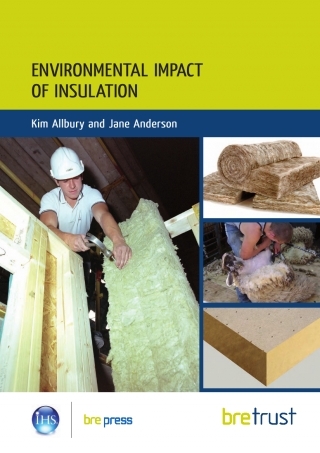 ENVIRONMENTAL IMPACT
OF INSULATION
Kim Allbury and Jane Anderson
IHS
bre press
bretrust